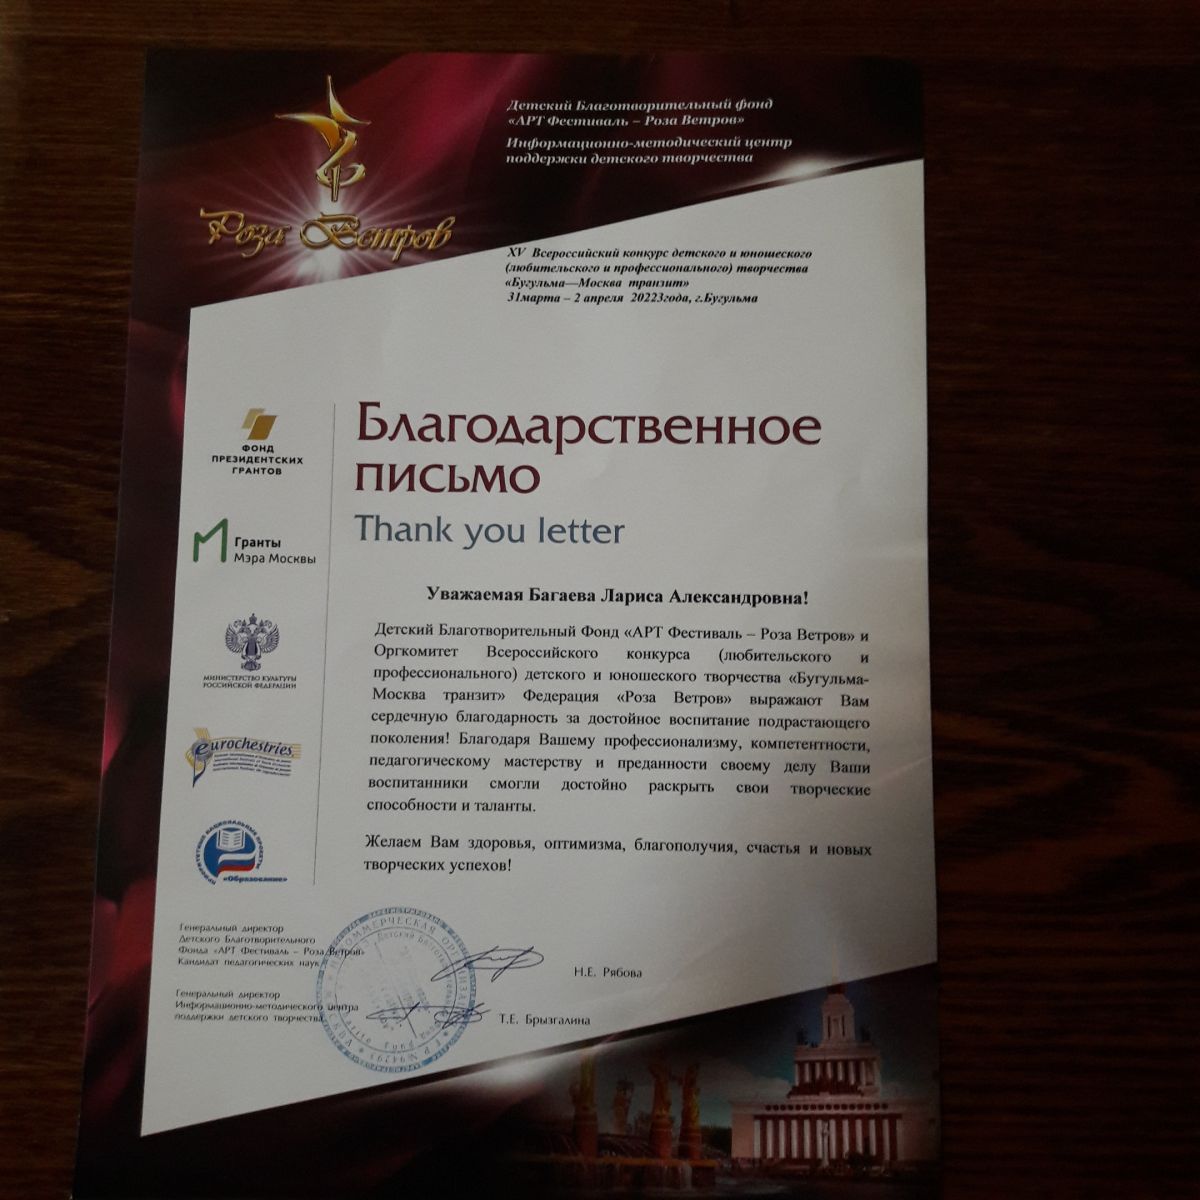 Детский Благотворительный фонд
«АРТ Фестиваль – Роза Ветров»
Информационно-методический центр
поддержки детского творчества
Роза Ветров
XV Всероссийский конкурс детского и юношеского
(любительского и профессионального) творчества
«Бугульма—Москва транзит»
31марта – 2 апреля 20223года, г.Бугульма
Благодарственное
письмо
Thank you letter
ФОНД
ПРЕЗИДЕНТСКИХ
ГРАНТОВ
Гранты
Мэра Москвы
МИНИСТЕРСТВО КУЛЬТУРЫ
РОССИЙСКОЙ ФЕДЕРАЦИИ
eurochestries
ПРИОРИТЕТНЫЕ НАЦИОНАЛЬНЫЕ ПРОЕКТЫ
«Образование»
Уважаемая Багаева Лариса Александровна!
Детский Благотворительный Фонд «АРТ Фестиваль – Роза Ветров» и
Оргкомитет Всероссийского конкурса (любительского и
профессионального) детского и юношеского творчества «Бугульма-
Москва транзит» Федерация «Роза Ветров» выражают Вам
сердечную благодарность за достойное воспитание подрастающего
поколения! Благодаря Вашему профессионализму, компетентности,
педагогическому мастерству и преданности своему делу Ваши
воспитанники смогли достойно раскрыть свои творческие
способности и таланты.
Желаем Вам здоровья, оптимизма, благополучия, счастья и новых
творческих успехов!
Генеральный директор
Детского Благотворительного
Фонда «АРТ Фестиваль – Роза Ветров»
Кандидат педагогических наук
Н.Е. Рябова
Генеральный директор
Информационно-методического центра
поддержки детского творчества
Т.Е. Брызгалина
НЕКОММЕРЧЕСКАЯ ОРГАНИЗАЦИЯ